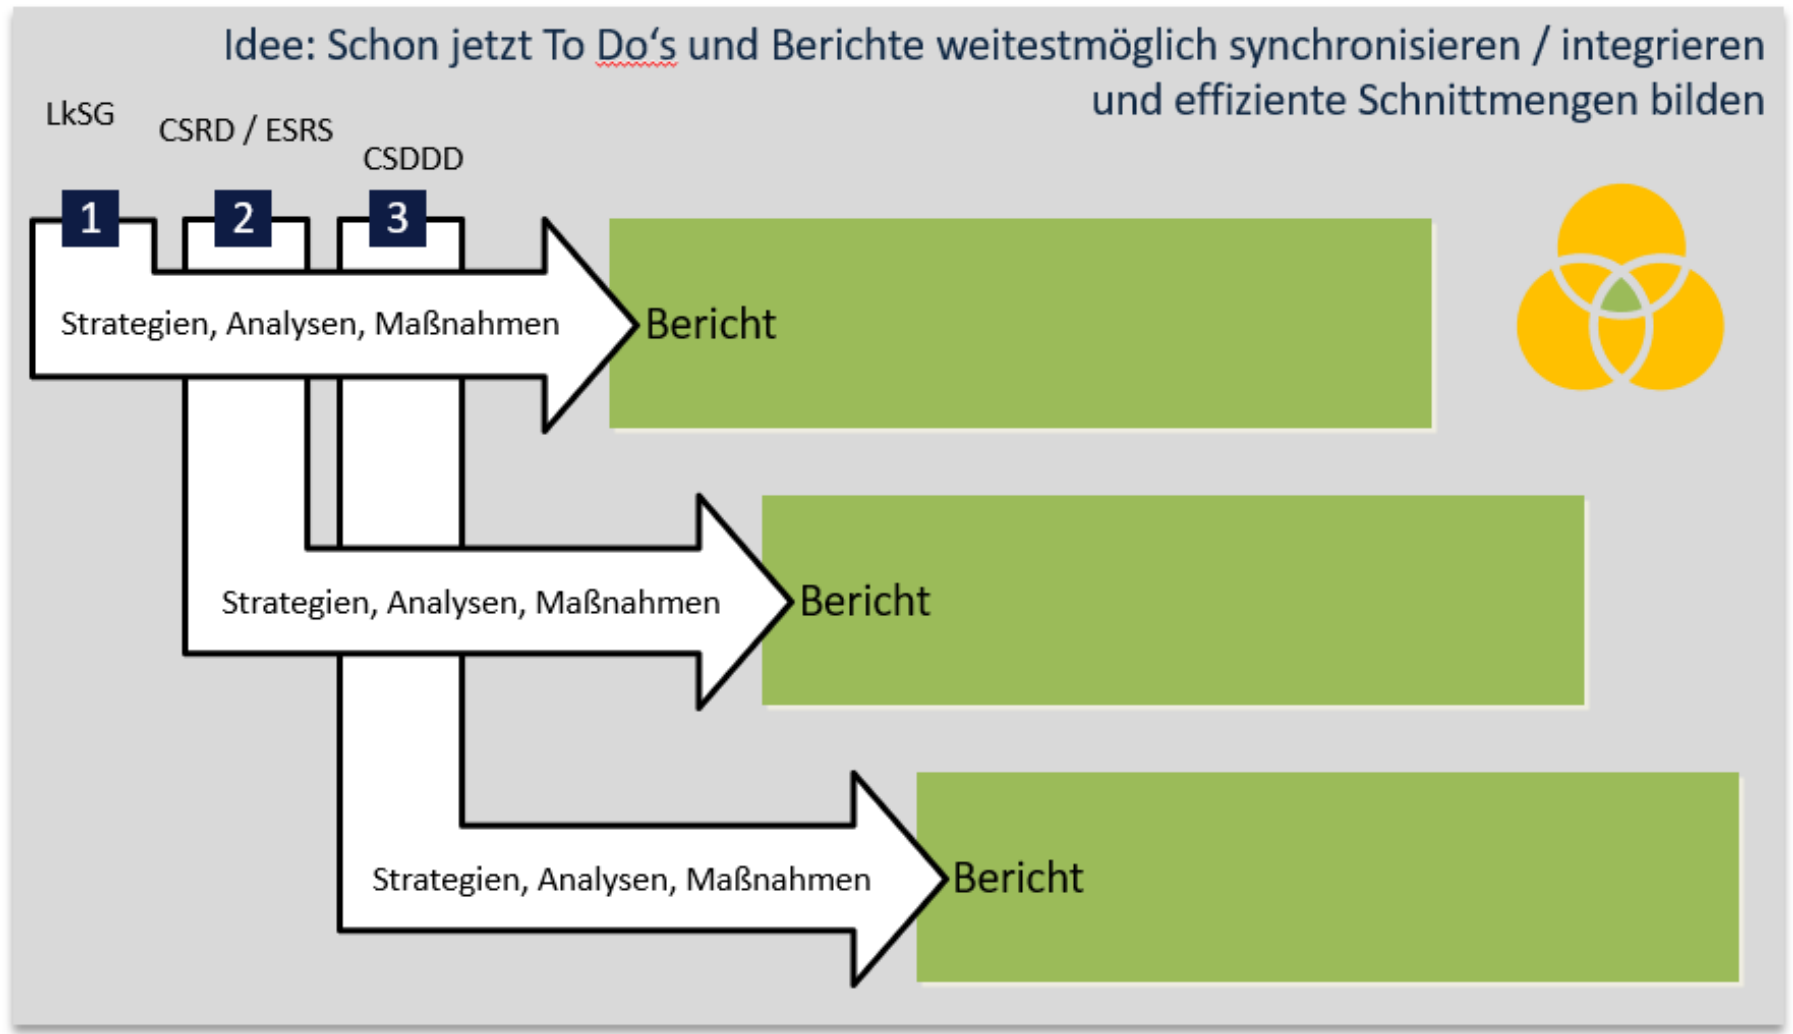 Idee: Schon jetzt To Do‘s und Berichte weitestmöglich synchronisieren / integrieren
und effiziente Schnittmengen bilden
LkSG
CSRD / ESRS
CSDDD
1
2
3
Strategien, Analysen, Maßnahmen
Bericht
Strategien, Analysen, Maßnahmen
Bericht
Strategien, Analysen, Maßnahmen
Bericht